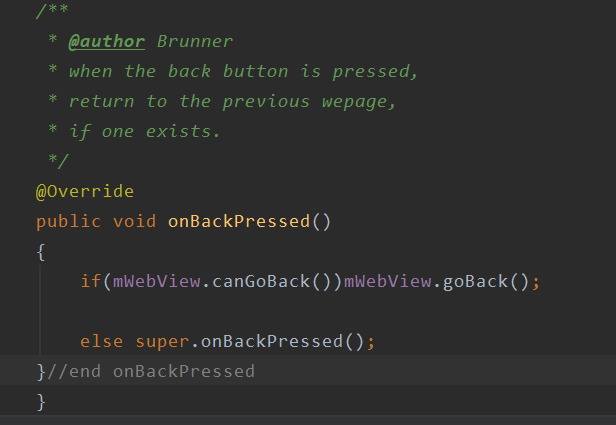 /**
* @author Brunner
* when the back button is pressed,
* return to the previous wepage,
* if one exists.
*/
@Override
public void onBackPressed()
{
if(mWebView.canGoBack())mWebView.goBack();
else super.onBackPressed();
}//end onBackPressed
}